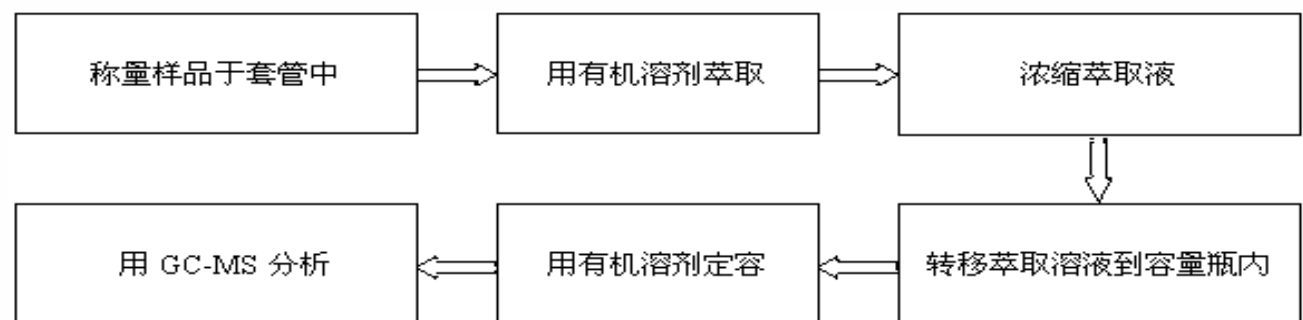 称量样品于套管中
用有机溶剂萃取
浓缩萃取液
转移萃取溶液到容量瓶内
用有机溶剂定容
用 GC-MS 分析